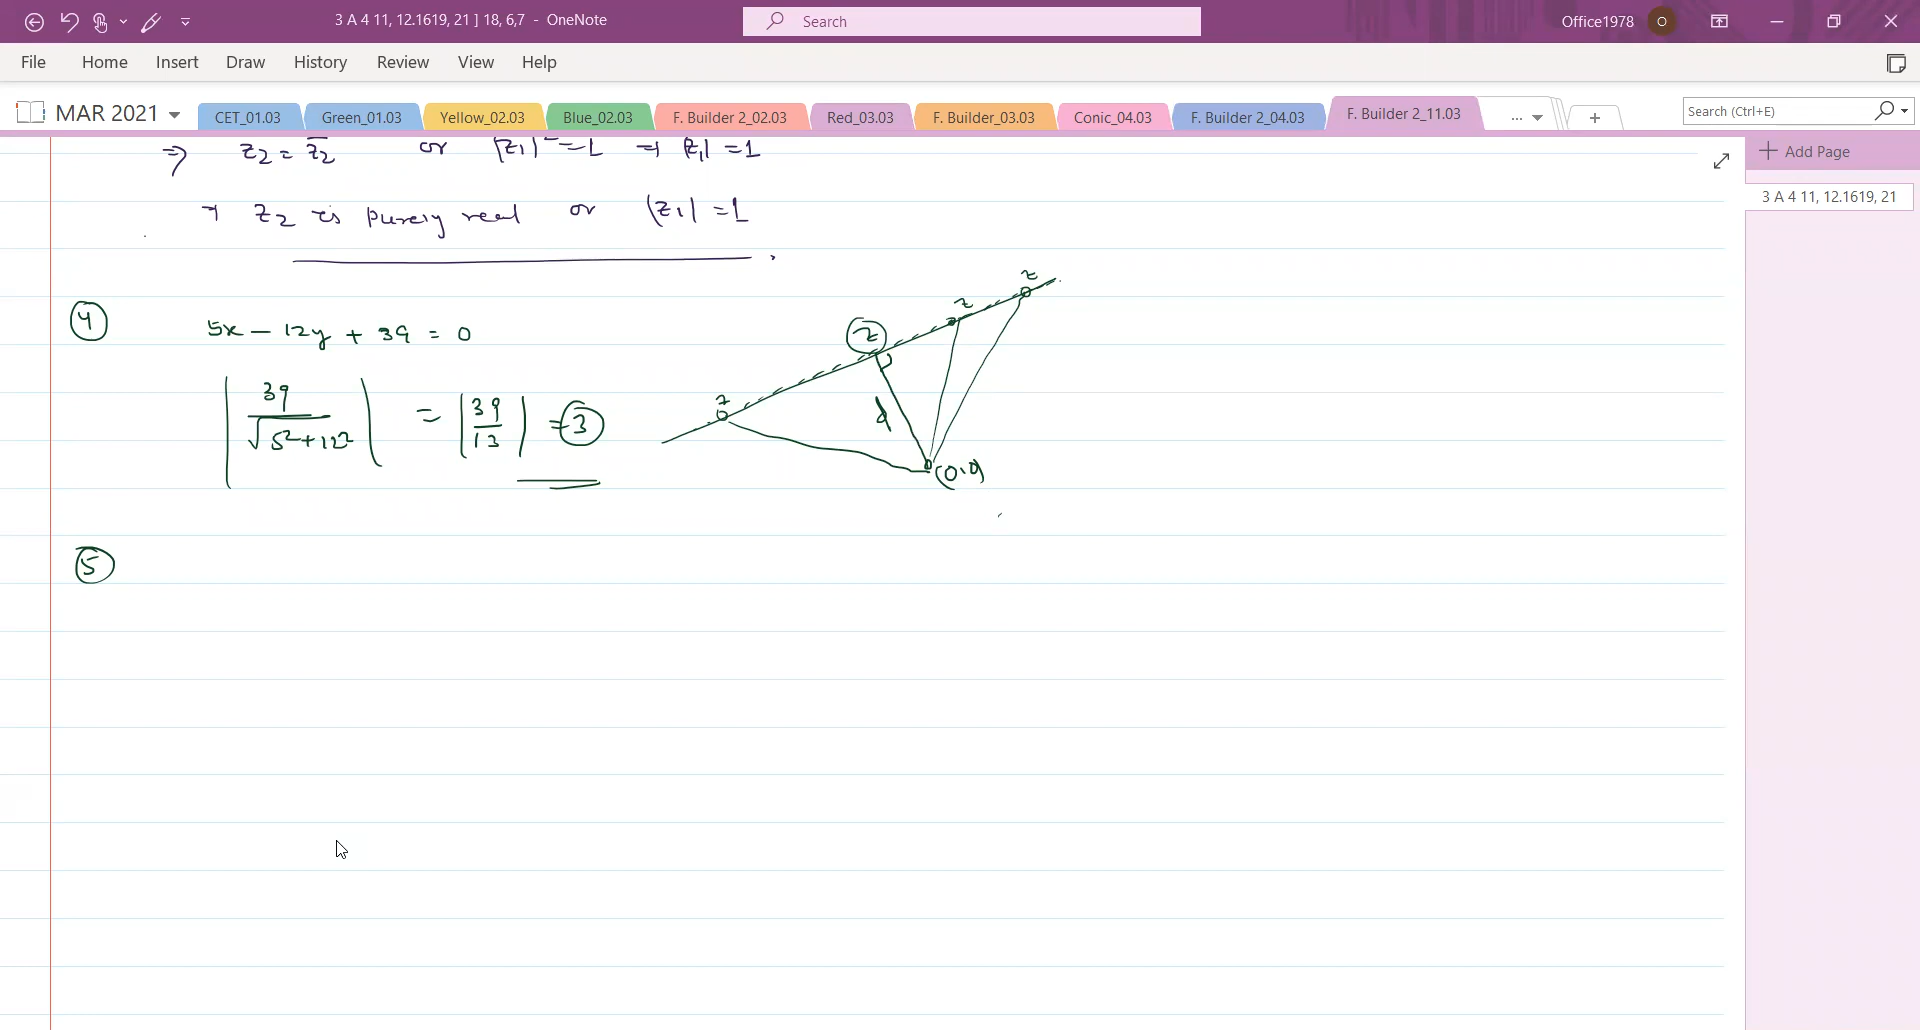 3 A 4 11, 12.1619, 21 ] 18, 6,7 - OneNote
Search
Office1978
O
File Home Insert Draw History Review View Help
MAR 2021
CET_01.03 Green_01.03 Yellow_02.03 Blue_02.03 F. Builder 2_02.03 Red_03.03 F. Builder_03.03 Conic_04.03 F. Builder 2_04.03 F. Builder 2_11.03 ... +
Search (Ctrl+E)
Add Page
3 A 4 11, 12.1619, 21
⇒ z2 = z̄2 or |z1|² = 1 ⇒ |z1| = 1
⇒ z2 is purely real or |z1| = 1
4
5x - 12y + 39 = 0
| 39 / √5²+12² | = | 39 / 13 | = 3
z
z
z
z
d
(0,0)
5